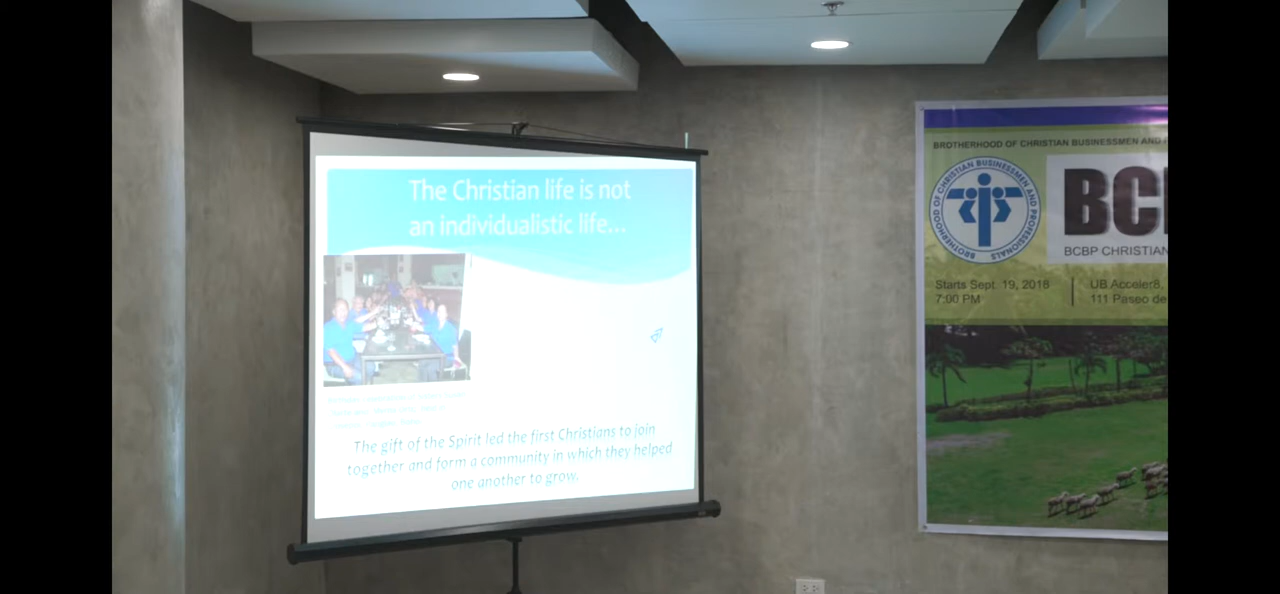 The Christian life is not
an individualistic life...
The gift of the Spirit led the first Christians to join
together and form a community in which they helped
one another to grow.
BROTHERHOOD OF CHRISTIAN BUSINESSMEN AND
BROTHERHOOD OF CHRISTIAN BUSINESSMEN AND PROFESSIONALS
BCBP
BCBP CHRISTIAN
Starts Sept. 19, 2018
7:00 PM
UB Acceler8,
111 Paseo de